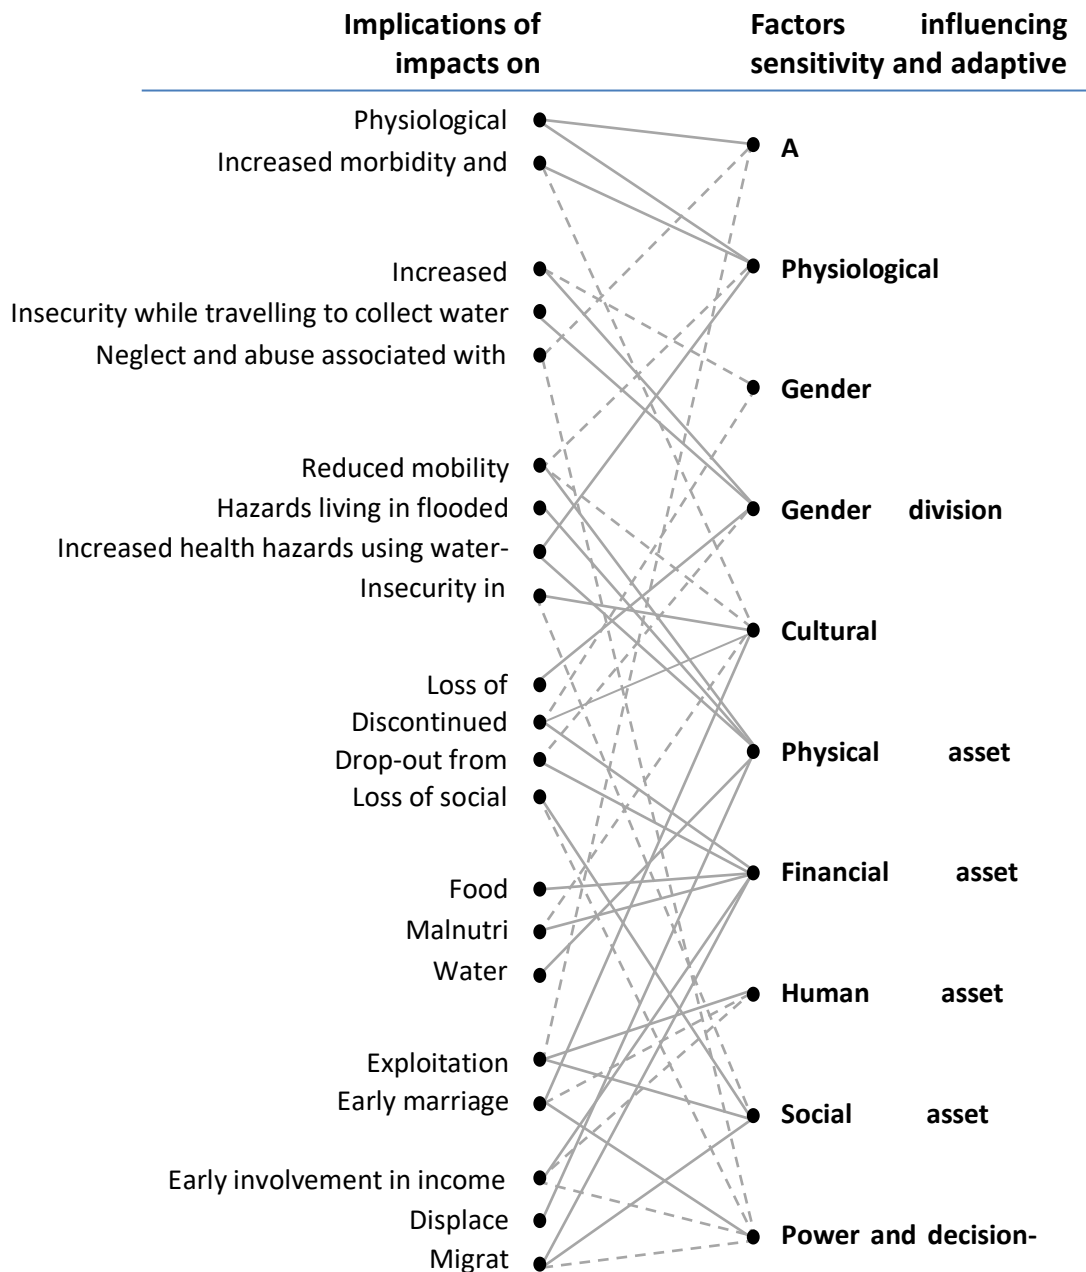 Implications of
impacts on
Factors influencing
sensitivity and adaptive
Physiological
Increased morbidity and
Increased
Insecurity while travelling to collect water
Neglect and abuse associated with
Reduced mobility
Hazards living in flooded
Increased health hazards using water-
Insecurity in
Loss of
Discontinued
Drop-out from
Loss of social
Food
Malnutri
Water
Exploitation
Early marriage
Early involvement in income
Displace
Migrat
A
Physiological
Gender
Gender division
Cultural
Physical asset
Financial asset
Human asset
Social asset
Power and decision-